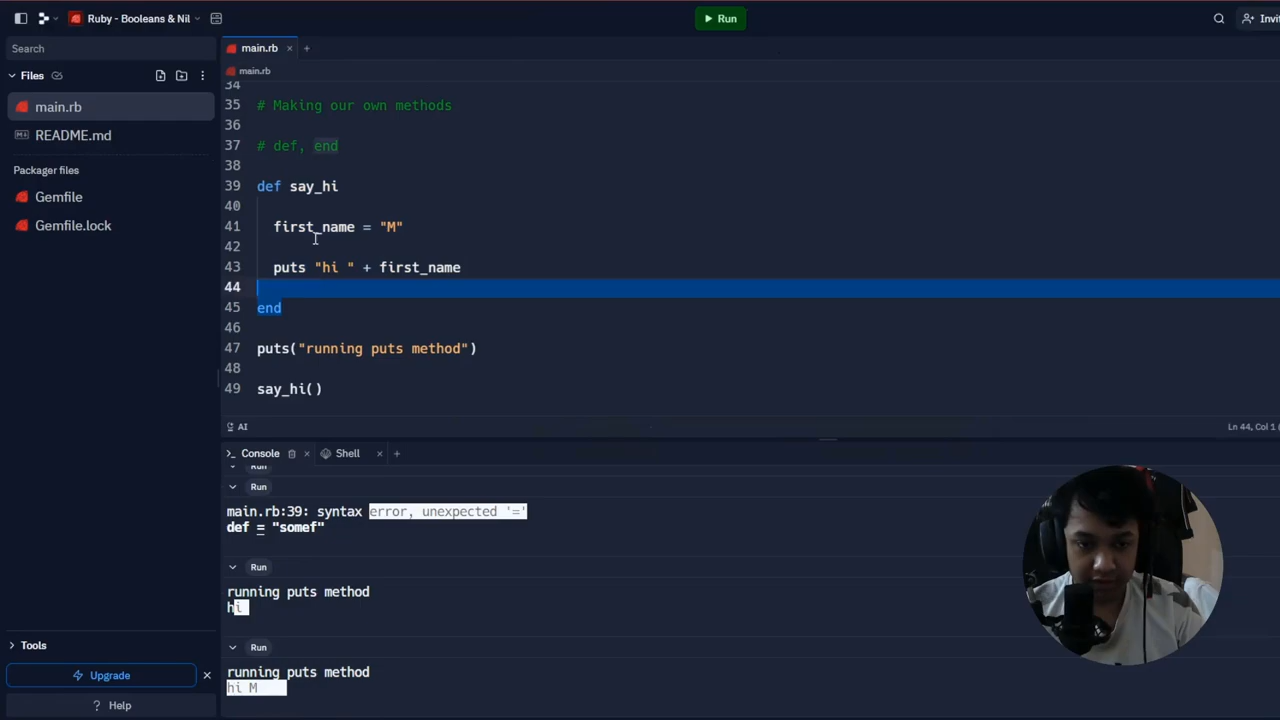 Ruby - Booleans & Nil
Run
Invi
Search
main.rb
Files
main.rb
main.rb
README.md
Packager files
Gemfile
Gemfile.lock
34
35 # Making our own methods
36
37 # def, end
38
39 def say_hi
40
41 first_name = "M"
42
43 puts "hi " + first_name
44
45 end
46
47 puts("running puts method")
48
49 say_hi()
AI
Ln 44, Col 1
Console
Shell
Run
Run
main.rb:39: syntax error, unexpected '='
def = "somef"
Run
running puts method
hi
Run
running puts method
hi M
Tools
Upgrade
Help